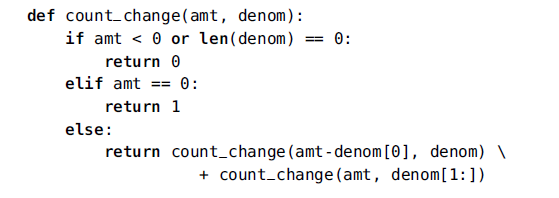 def count_change(amt, denom):
    if amt < 0 or len(denom) == 0:
        return 0
    elif amt == 0:
        return 1
    else:
        return count_change(amt-denom[0], denom) \
                  + count_change(amt, denom[1:])